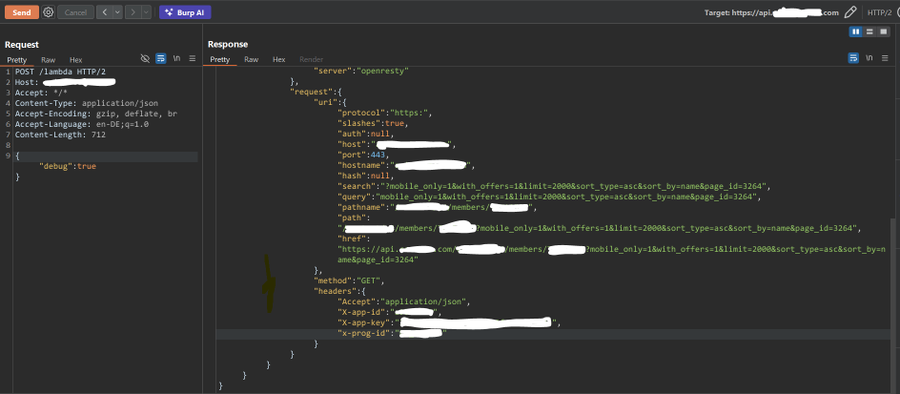 Send Cancel Burp AI Target: https://api. .com HTTP/2
Request
Pretty Raw Hex \n
1 POST /lambda HTTP/2
2 Host:
3 Accept: */*
4 Content-Type: application/json
5 Accept-Encoding: gzip, deflate, br
6 Accept-Language: en-DE;q=1.0
7 Content-Length: 712
8
9 {
"debug":true
}
Response
Pretty Raw Hex Render \n
"server":"openresty"
},
"request":{
"uri":{
"protocol":"https:",
"slashes":true,
"auth":null,
"host":" ",
"port":443,
"hostname":" ",
"hash":null,
"search":"?mobile_only=1&with_offers=1&limit=2000&sort_type=asc&sort_by=name&page_id=3264",
"query":"mobile_only=1&with_offers=1&limit=2000&sort_type=asc&sort_by=name&page_id=3264",
"pathname":" /members/ ",
"path":
"/ /members/ ?mobile_only=1&with_offers=1&limit=2000&sort_type=asc&sort_by=name&page_id=3264",
"href":
"https://api. .com/ /members/ ?mobile_only=1&with_offers=1&limit=2000&sort_type=asc&sort_by=n
ame&page_id=3264"
},
"method":"GET",
"headers":{
"Accept":"application/json",
"X-app-id":" ",
"X-app-key":" ",
"x-prog-id":" "
}
}
}
}
}